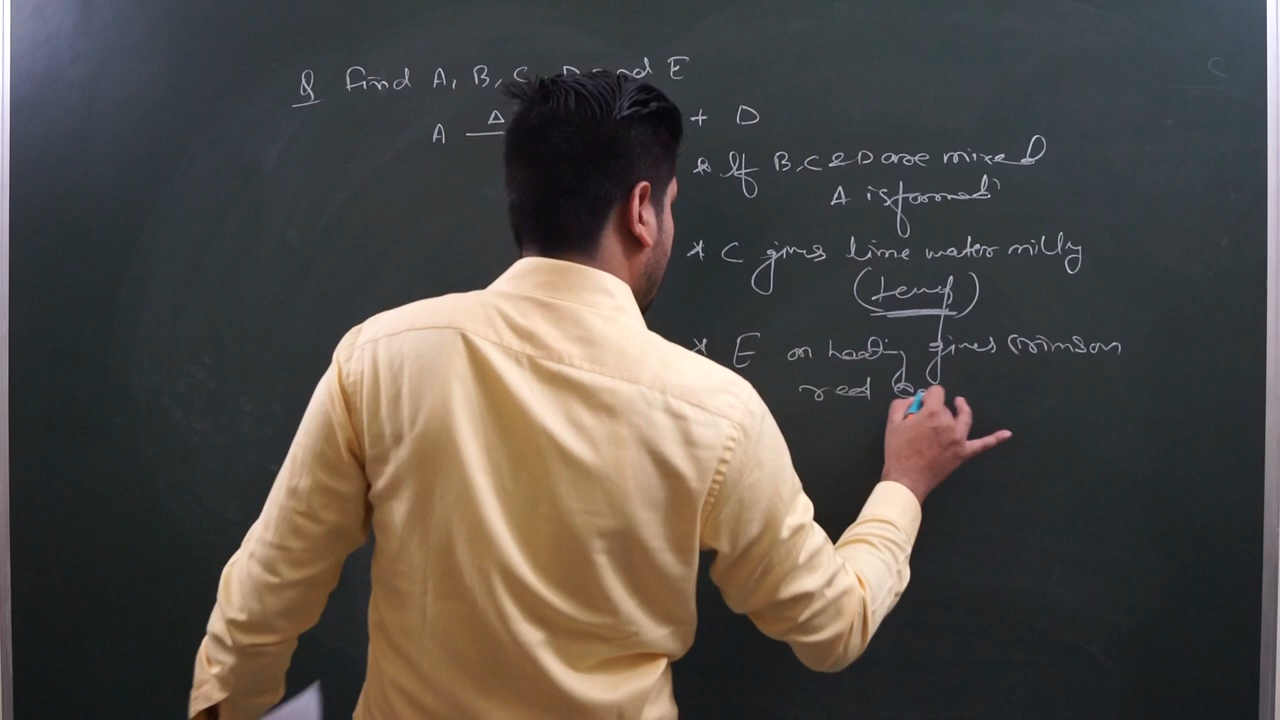 Q Find A, B, C, D and E
A Δ + D
* If B, C & D are mixed
A is formed
* C gives lime water milky
(temp)
* E on heating gives crimson
red
C